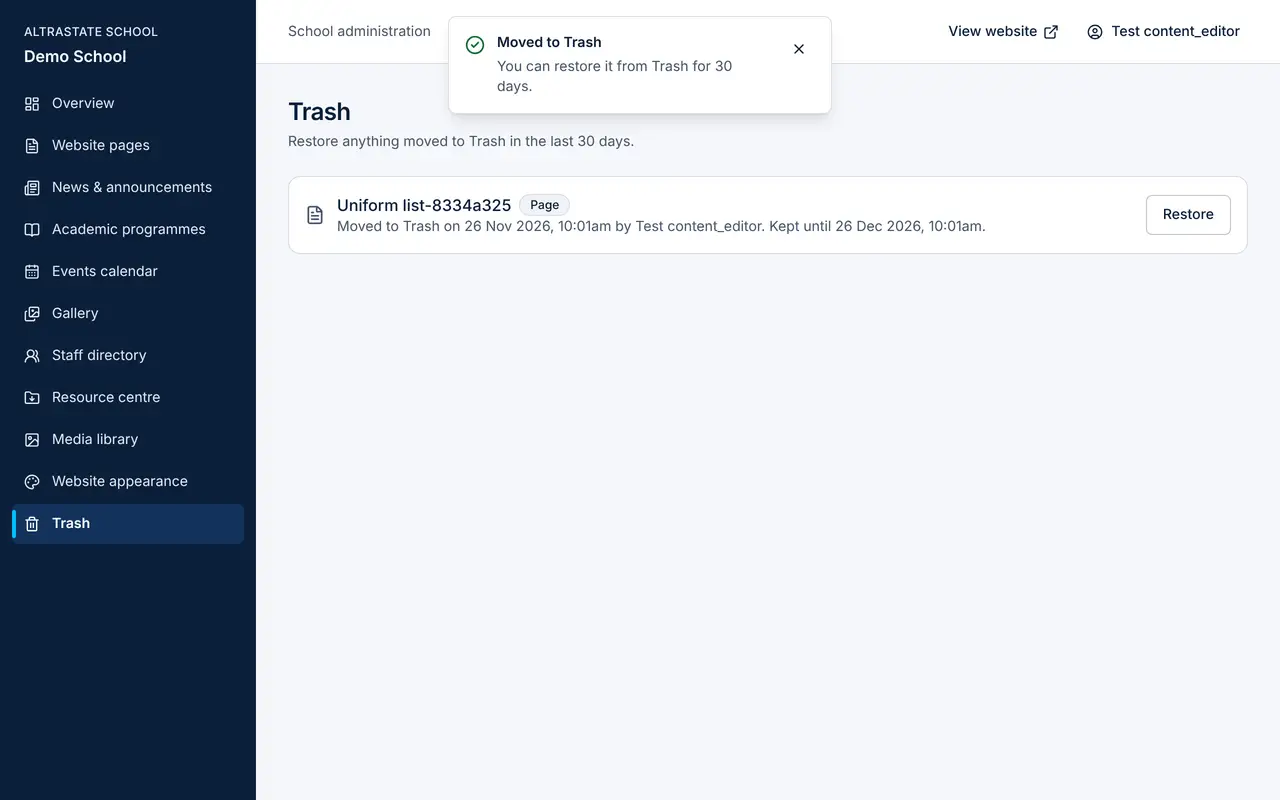 ALTRASTATE SCHOOL
Demo School
Overview
Website pages
News & announcements
Academic programmes
Events calendar
Gallery
Staff directory
Resource centre
Media library
Website appearance
Trash
School administration
Moved to Trash
You can restore it from Trash for 30
days.
View website
Test content_editor
Trash
Restore anything moved to Trash in the last 30 days.
Uniform list-8334a325 Page
Moved to Trash on 26 Nov 2026, 10:01am by Test content_editor. Kept until 26 Dec 2026, 10:01am.
Restore